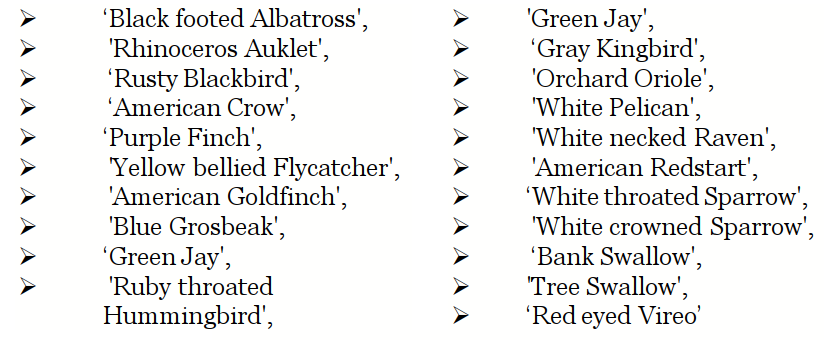 ➢ ‘Black footed Albatross',
➢ 'Rhinoceros Auklet',
➢ ‘Rusty Blackbird',
➢ ‘American Crow',
➢ ‘Purple Finch',
➢ 'Yellow bellied Flycatcher',
➢ 'American Goldfinch',
➢ 'Blue Grosbeak',
➢ ‘Green Jay',
➢ 'Ruby throated
Hummingbird',
➢ 'Green Jay',
➢ ‘Gray Kingbird',
➢ 'Orchard Oriole',
➢ 'White Pelican',
➢ 'White necked Raven',
➢ 'American Redstart',
➢ ‘White throated Sparrow',
➢ 'White crowned Sparrow',
➢ ‘Bank Swallow',
➢ 'Tree Swallow',
➢ ‘Red eyed Vireo’